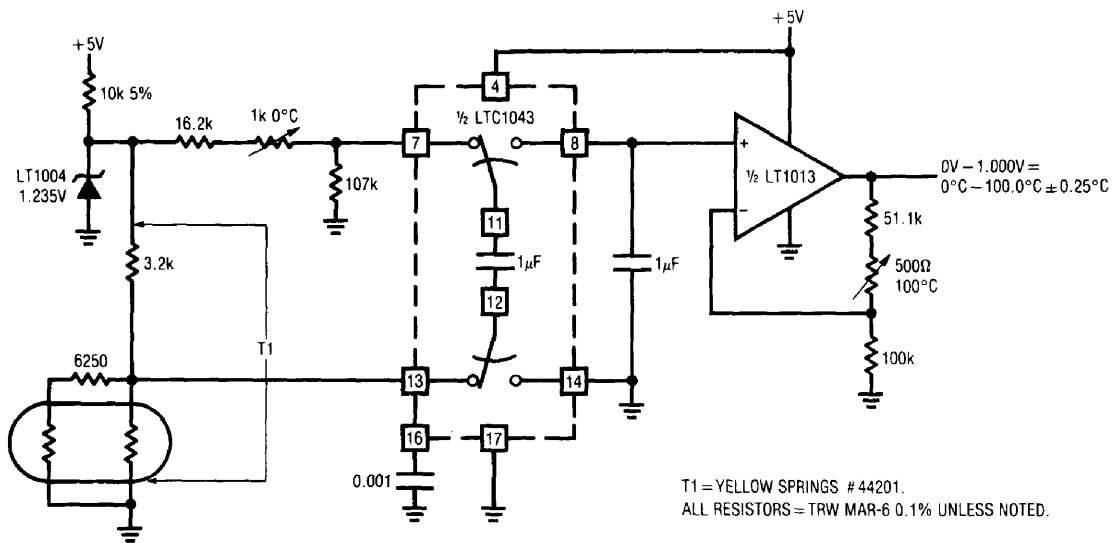 +5V
10k 5%
LT1004
1.235V
16.2k
1k 0°C
107k
3.2k
T1
6250
4
½ LTC1043
7
8
11
1µF
12
13
14
16
17
0.001
1µF
+5V
+
½ LT1013
−
0V – 1.000V =
0°C – 100.0°C ± 0.25°C
51.1k
500Ω
100°C
100k
T1 = YELLOW SPRINGS #44201.
ALL RESISTORS = TRW MAR-6 0.1% UNLESS NOTED.